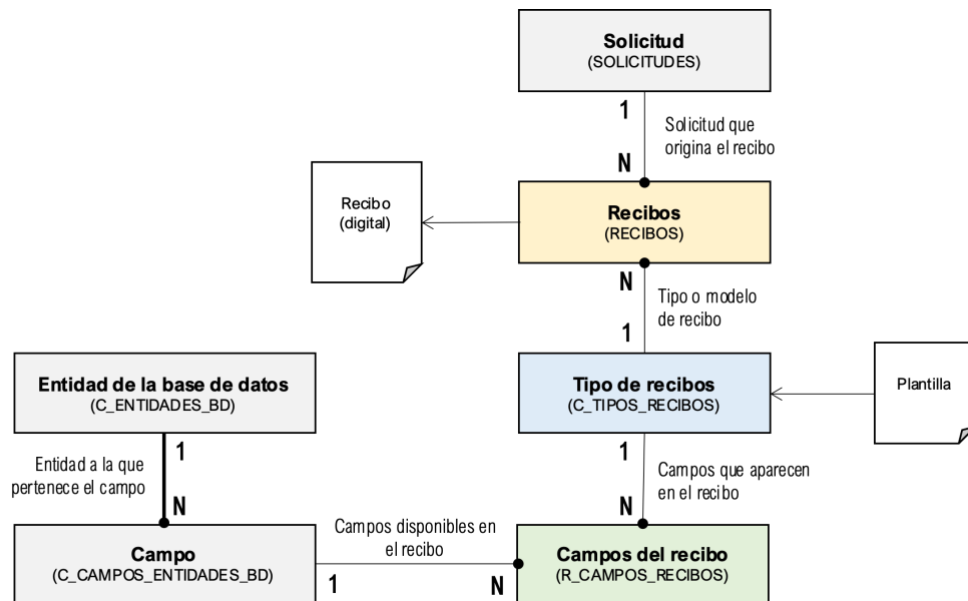 Solicitud
(SOLICITUDES)
1
Solicitud que
origina el recibo
N
Recibo
(digital)
Recibos
(RECIBOS)
N
Tipo o modelo
de recibo
1
Entidad de la base de datos
(C_ENTIDADES_BD)
Tipo de recibos
(C_TIPOS_RECIBOS)
Plantilla
1
Entidad a la que
pertenece el campo
N
1
Campos que aparecen
en el recibo
N
Campo
(C_CAMPOS_ENTIDADES_BD)
Campos disponibles en
el recibo
1
N
Campos del recibo
(R_CAMPOS_RECIBOS)